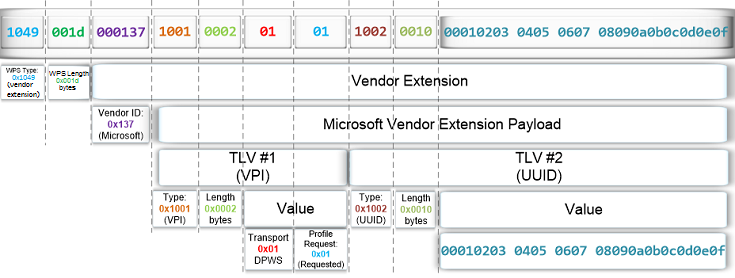 1049 001d 000137 1001 0002 01 01 1002 0010 00010203 0405 0607 08090a0b0c0d0e0f
WPS Type:
0x1049
(vendor
extension)
WPS Length
0x001d
bytes
Vendor Extension
Vendor ID:
0x137
(Microsoft)
Microsoft Vendor Extension Payload
TLV #1
(VPI)
TLV #2
(UUID)
Type:
0x1001
(VPI)
Length
0x0002
bytes
Value
Type:
0x1002
(UUID)
Length
0x0010
bytes
Value
Transport
0x01
DPWS
Profile
Request:
0x01
(Requested)
00010203 0405 0607 08090a0b0c0d0e0f